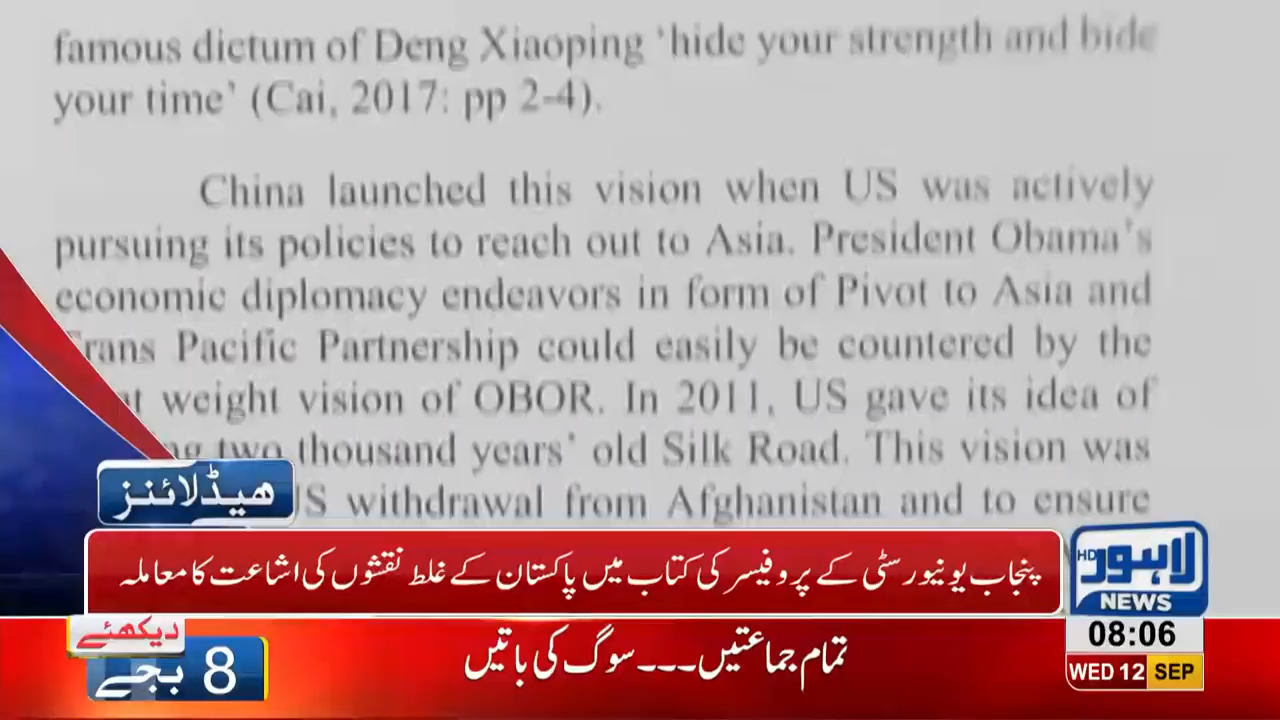 famous dictum of Deng Xiaoping ‘hide your strength and bide
your time’ (Cai, 2017: pp 2-4).
China launched this vision when US was actively
pursuing its policies to reach out to Asia. President Obama’s
economic diplomacy endeavors in form of Pivot to Asia and
Trans Pacific Partnership could easily be countered by the
weight vision of OBOR. In 2011, US gave its idea of
two thousand years’ old Silk Road. This vision was
US withdrawal from Afghanistan and to ensure
ھیڈلائنز
پنجاب یونیورسٹی کے پروفیسر کی کتاب میں پاکستان کے غلط نقشوں کی اشاعت کا معاملہ
لاہور HD
NEWS
دیکھئے
8 بجے
تمام جماعتیں۔۔۔سوگ کی باتیں
08:06
WED 12 SEP